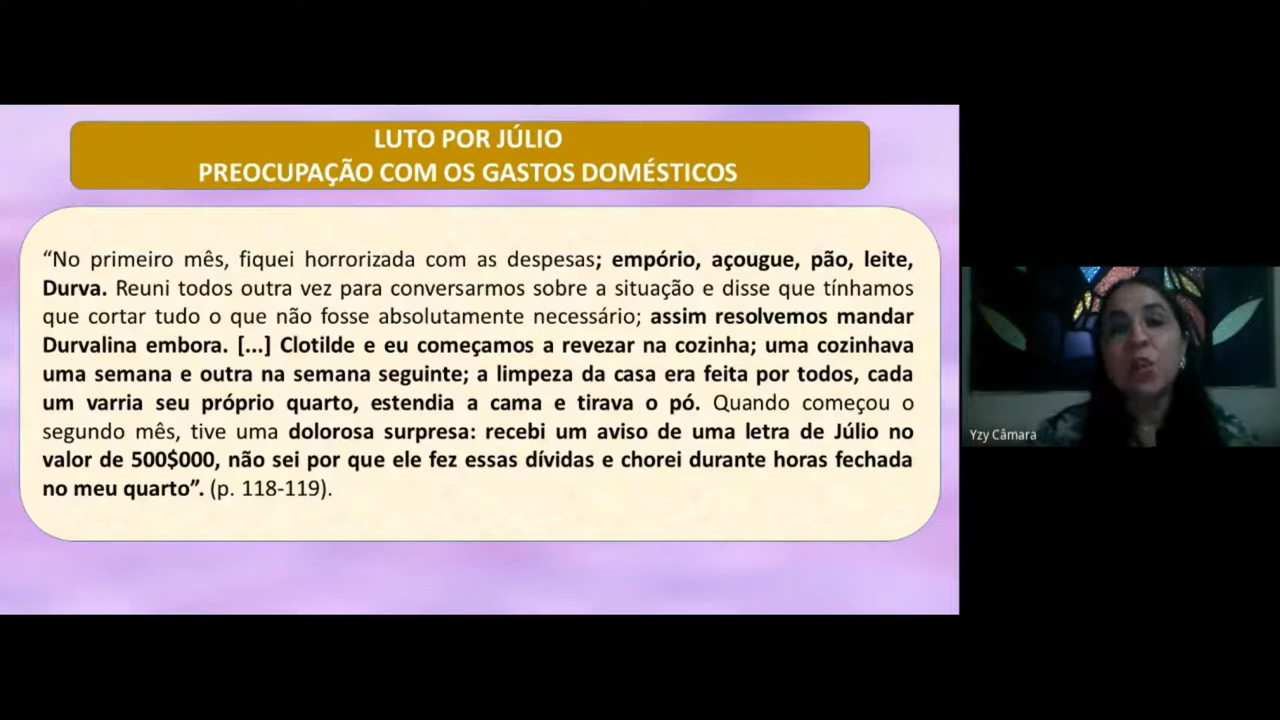 LUTO POR JÚLIO
PREOCUPAÇÃO COM OS GASTOS DOMÉSTICOS
“No primeiro mês, fiquei horrorizada com as despesas; empório, açougue, pão, leite,
Durva. Reuni todos outra vez para conversarmos sobre a situação e disse que tínhamos
que cortar tudo o que não fosse absolutamente necessário; assim resolvemos mandar
Durvalina embora. [...] Clotilde e eu começamos a revezar na cozinha; uma cozinhava
uma semana e outra na semana seguinte; a limpeza da casa era feita por todos, cada
um varria seu próprio quarto, estendia a cama e tirava o pó. Quando começou o
segundo mês, tive uma dolorosa surpresa: recebi um aviso de uma letra de Júlio no
valor de 500$000, não sei por que ele fez essas dívidas e chorei durante horas fechada
no meu quarto”. (p. 118-119).
Yzy Câmara